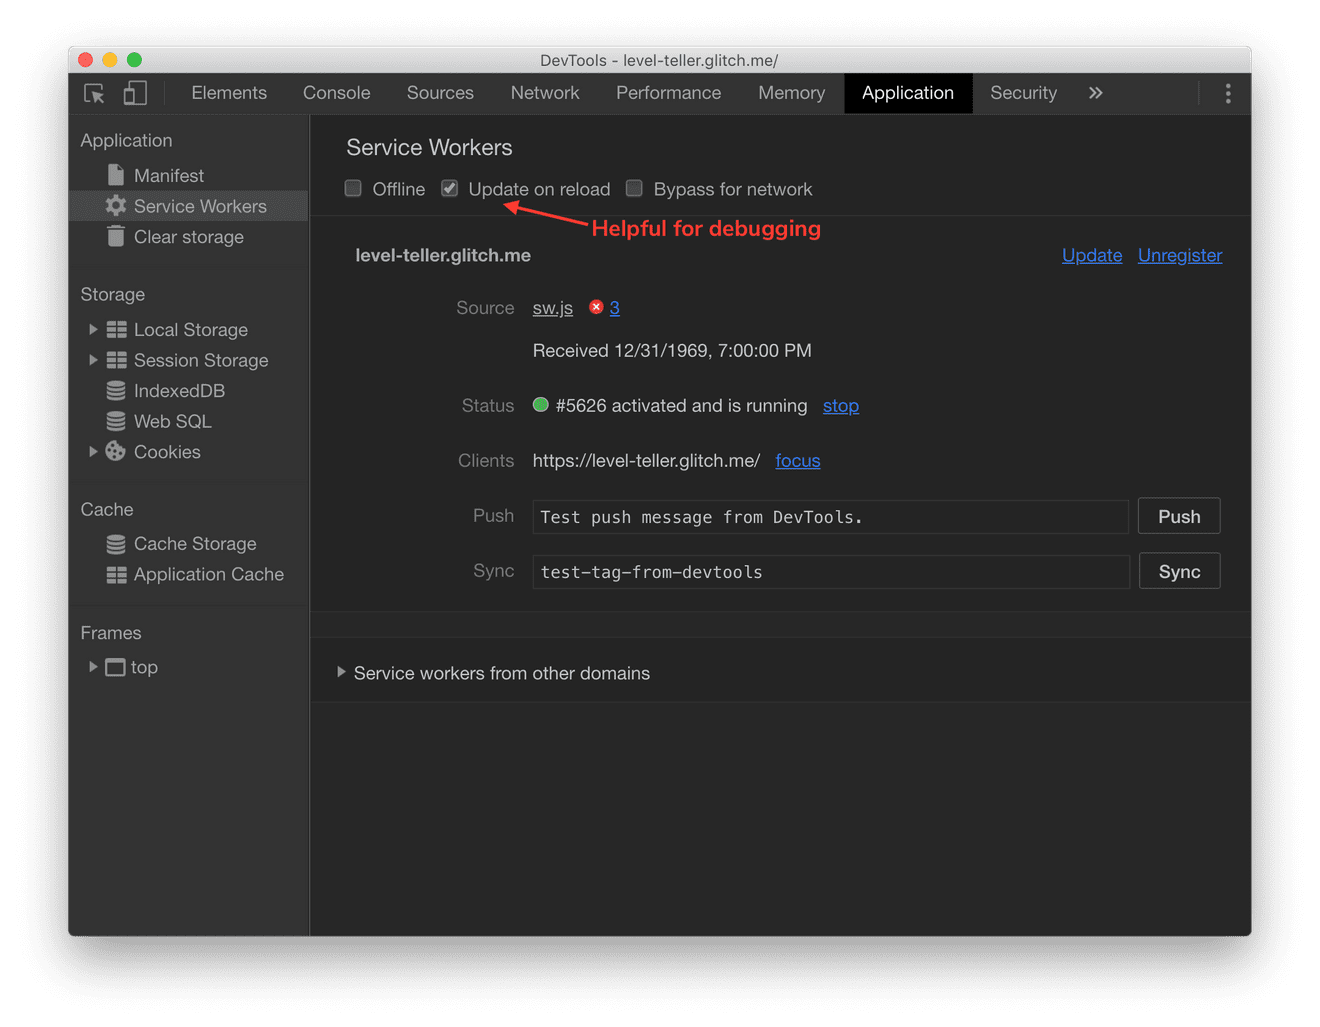 DevTools - level-teller.glitch.me/
Elements Console Sources Network Performance Memory Application Security
Application
Manifest
Service Workers
Clear storage
Storage
Local Storage
Session Storage
IndexedDB
Web SQL
Cookies
Cache
Cache Storage
Application Cache
Frames
top
Service Workers
Offline Update on reload Bypass for network
Helpful for debugging
level-teller.glitch.me Update Unregister
Source sw.js 3
Received 12/31/1969, 7:00:00 PM
Status #5626 activated and is running stop
Clients https://level-teller.glitch.me/ focus
Push Test push message from DevTools. Push
Sync test-tag-from-devtools Sync
Service workers from other domains